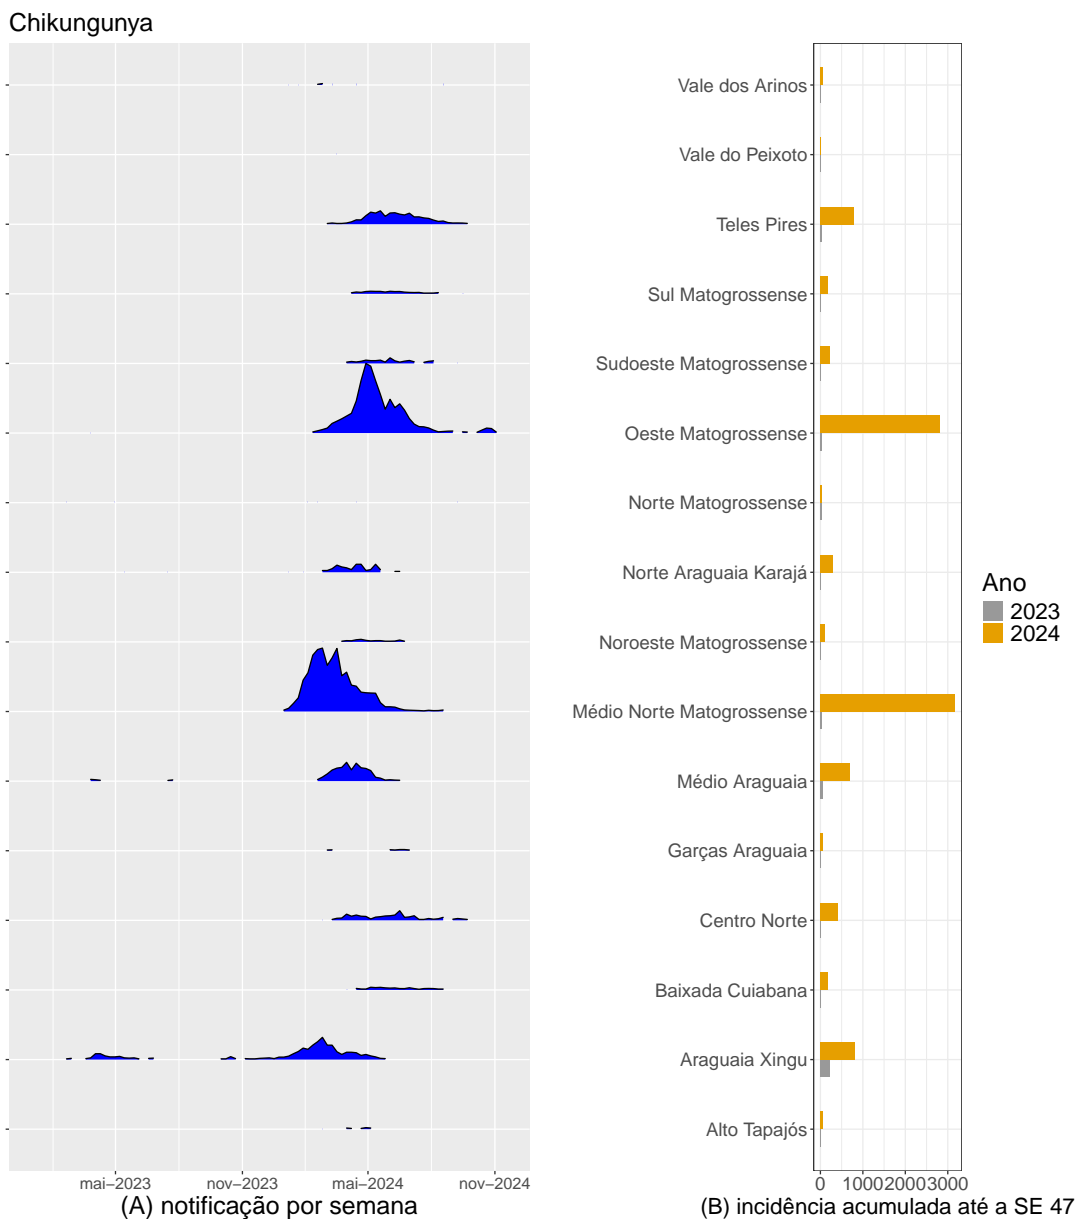 Chikungunya
Vale dos Arinos
Vale do Peixoto
Teles Pires
Sul Matogrossense
Sudoeste Matogrossense
Oeste Matogrossense
Norte Matogrossense
Norte Araguaia Karajá
Noroeste Matogrossense
Médio Norte Matogrossense
Médio Araguaia
Garças Araguaia
Centro Norte
Baixada Cuiabana
Araguaia Xingu
Alto Tapajós
Ano
2023
2024
mai–2023 nov–2023 mai–2024 nov–2024
0 1000 2000 3000
(A) notificação por semana
(B) incidência acumulada até a SE 47